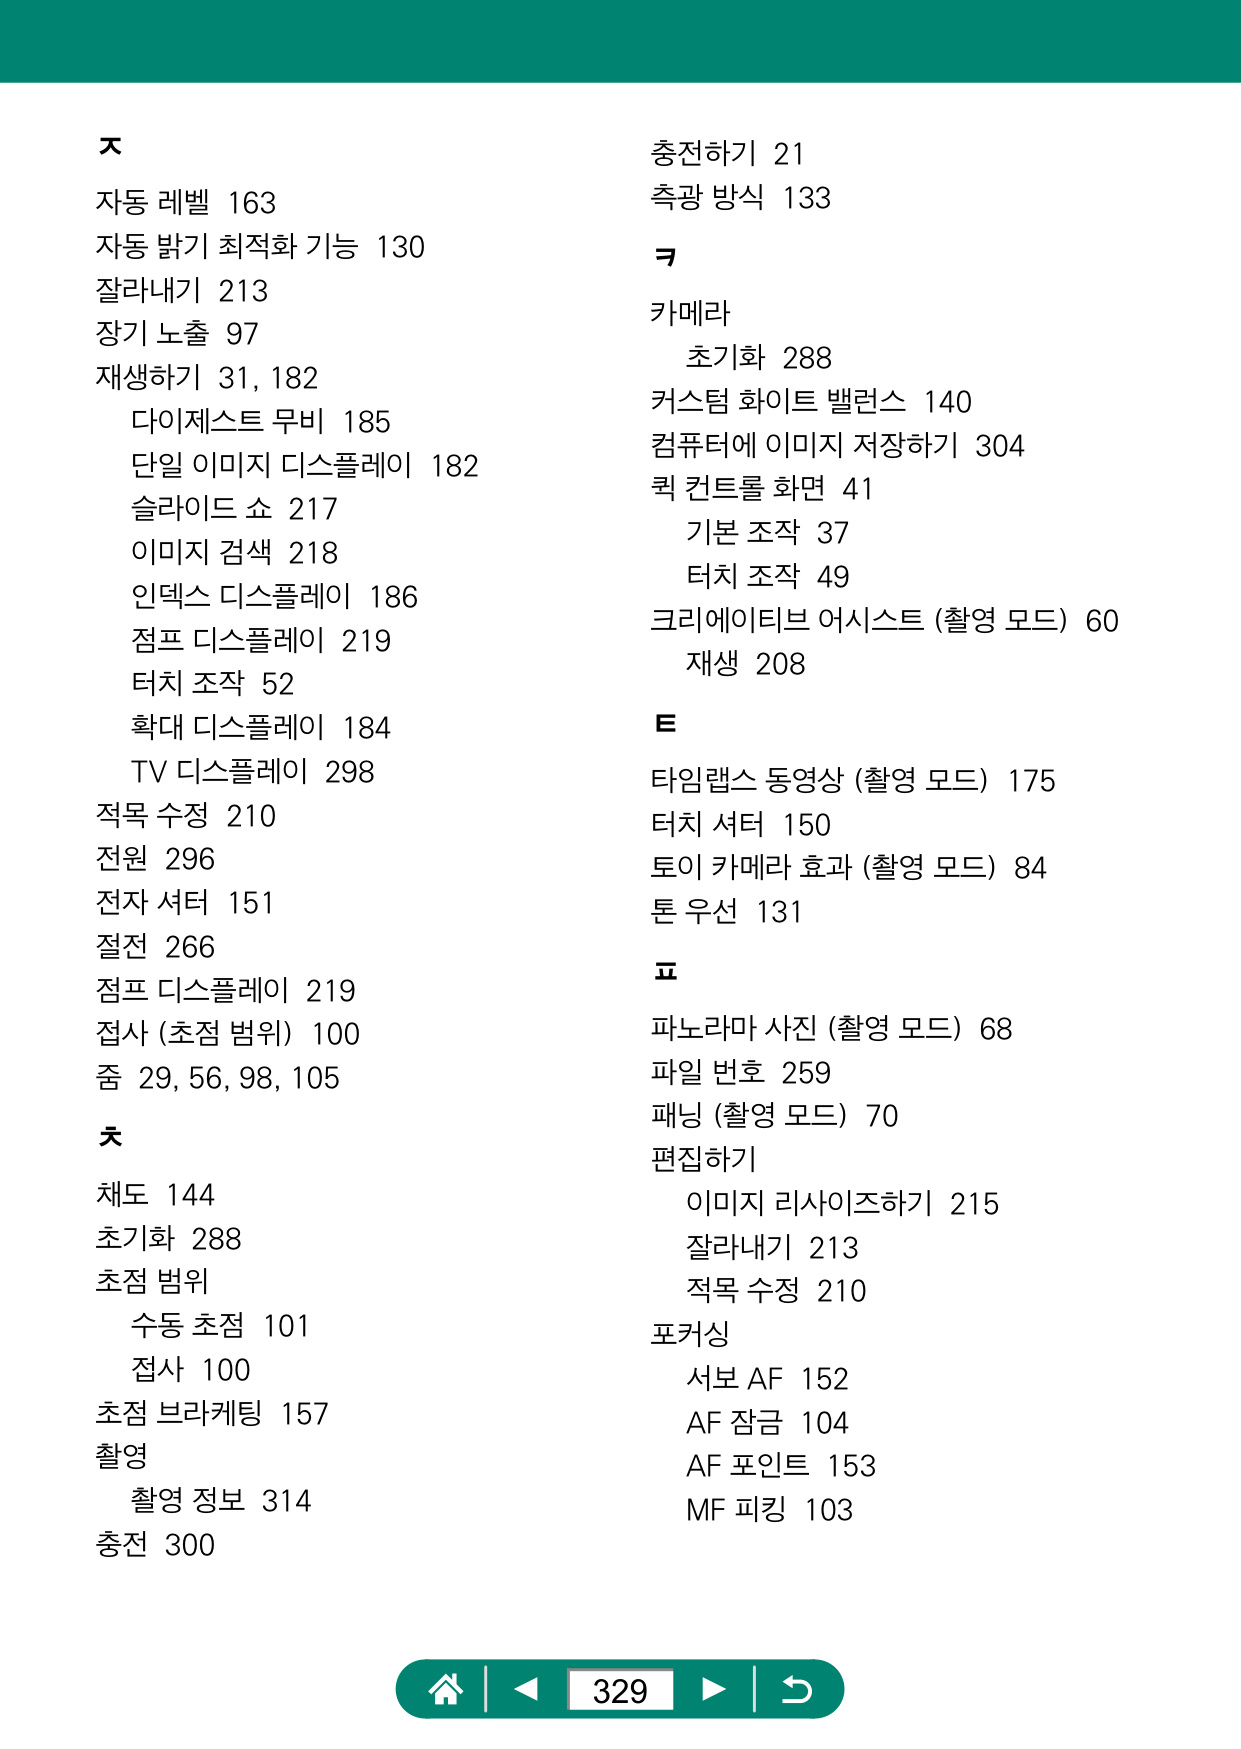 ㅈ
자동 레벨 163
자동 밝기 최적화 기능 130
잘라내기 213
장기 노출 97
재생하기 31, 182
다이제스트 무비 185
단일 이미지 디스플레이 182
슬라이드 쇼 217
이미지 검색 218
인덱스 디스플레이 186
점프 디스플레이 219
터치 조작 52
확대 디스플레이 184
TV 디스플레이 298
적목 수정 210
전원 296
전자 셔터 151
절전 266
점프 디스플레이 219
접사 (초점 범위) 100
줌 29, 56, 98, 105
ㅊ
채도 144
초기화 288
초점 범위
수동 초점 101
접사 100
초점 브라케팅 157
촬영
촬영 정보 314
충전 300
충전하기 21
측광 방식 133
ㅋ
카메라
초기화 288
커스텀 화이트 밸런스 140
컴퓨터에 이미지 저장하기 304
퀵 컨트롤 화면 41
기본 조작 37
터치 조작 49
크리에이티브 어시스트 (촬영 모드) 60
재생 208
ㅌ
타임랩스 동영상 (촬영 모드) 175
터치 셔터 150
토이 카메라 효과 (촬영 모드) 84
톤 우선 131
ㅍ
파노라마 사진 (촬영 모드) 68
파일 번호 259
패닝 (촬영 모드) 70
편집하기
이미지 리사이즈하기 215
잘라내기 213
적목 수정 210
포커싱
서보 AF 152
AF 잠금 104
AF 포인트 153
MF 피킹 103
329